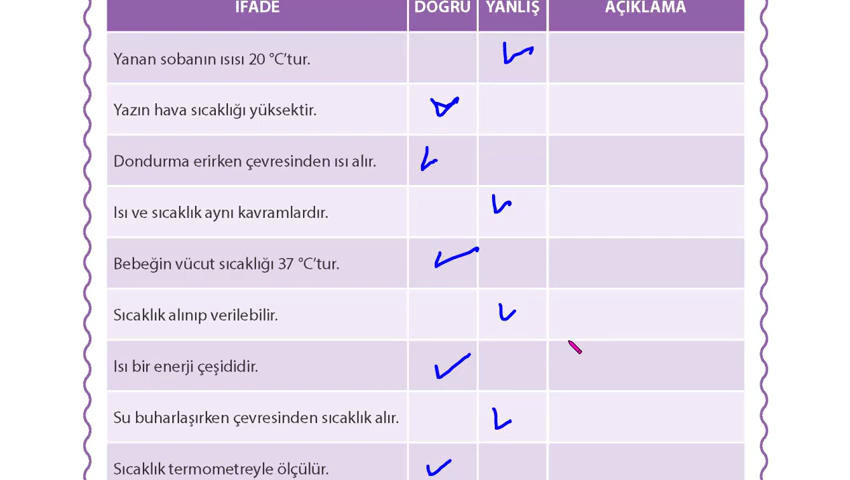 İFADE DOĞRU YANLIŞ AÇIKLAMA
Yanan sobanın ısısı 20 °C'tur.
Yazın hava sıcaklığı yüksektir.
Dondurma erirken çevresinden ısı alır.
Isı ve sıcaklık aynı kavramlardır.
Bebeğin vücut sıcaklığı 37 °C'tur.
Sıcaklık alınıp verilebilir.
Isı bir enerji çeşididir.
Su buharlaşırken çevresinden sıcaklık alır.
Sıcaklık termometreyle ölçülür.